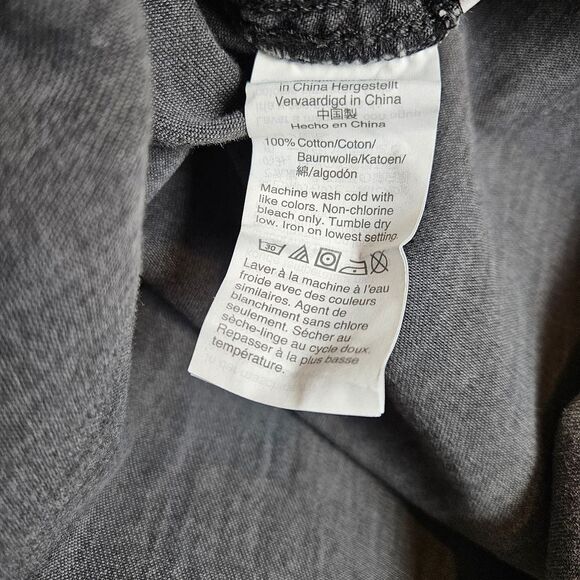 in China Hergestellt
Vervaardigd in China
中国製
Hecho en China
100% Cotton/Coton/
Baumwolle/Katoen/
綿/algodón
Machine wash cold with
like colors. Non-chlorine
bleach only. Tumble dry
low. Iron on lowest setting.
30
Laver à la machine à l'eau
froide avec des couleurs
similaires. Agent de
blanchiment sans chlore
seulement. Sécher au
sèche-linge au cycle doux.
Repasser à la plus basse
température.